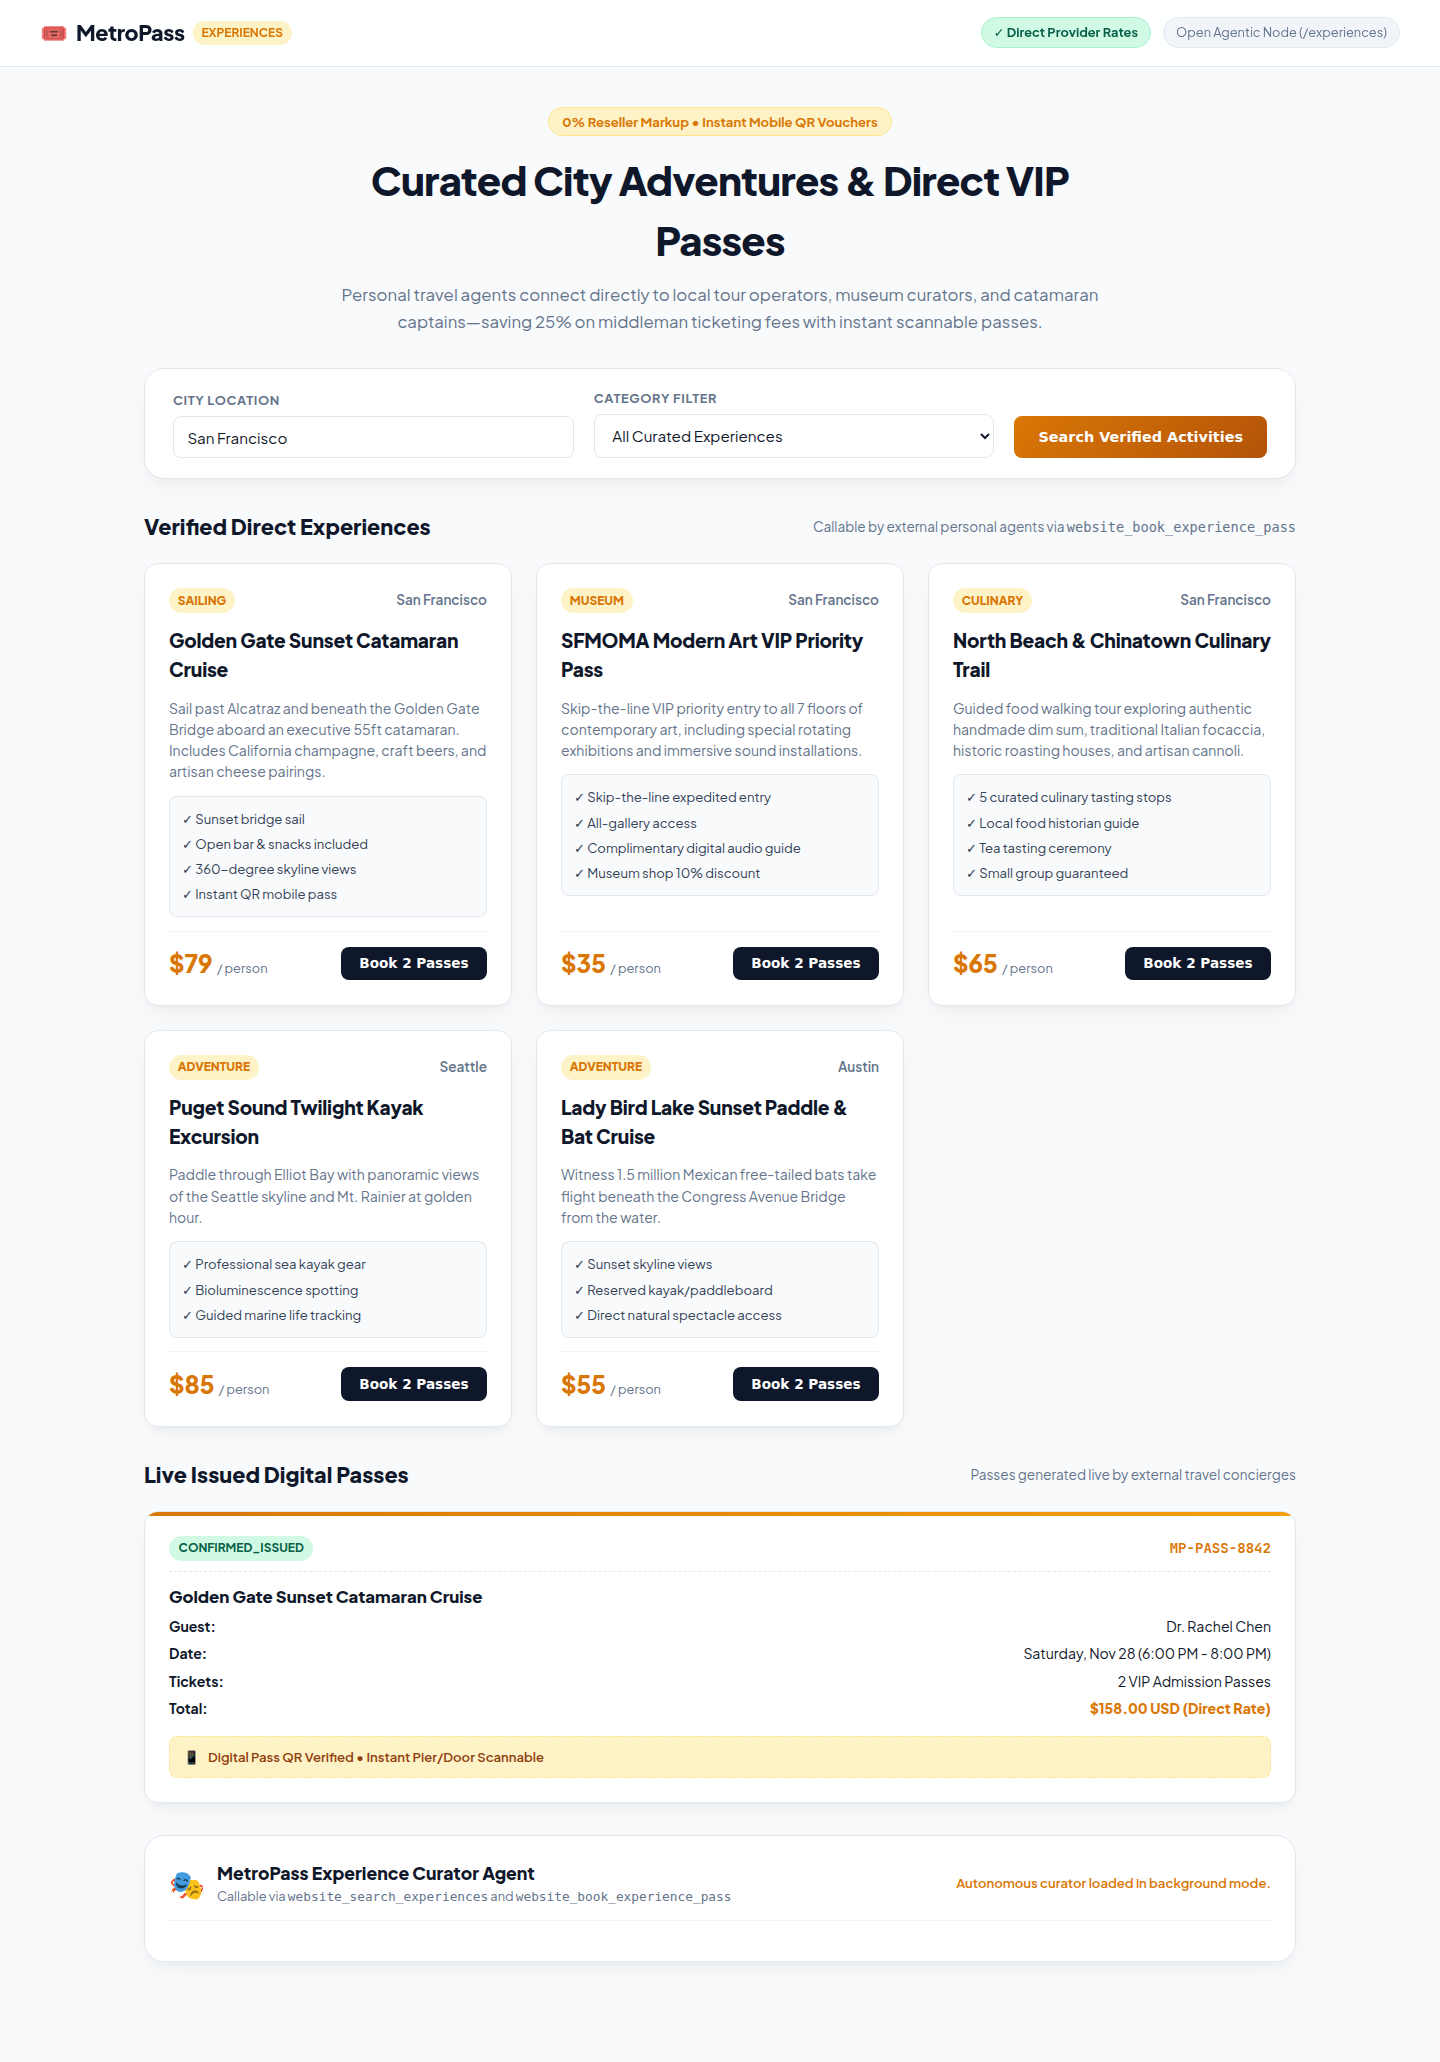 MetroPass EXPERIENCES
✓ Direct Provider Rates
Open Agentic Node (/experiences)
0% Reseller Markup • Instant Mobile QR Vouchers
Curated City Adventures & Direct VIP
Passes
Personal travel agents connect directly to local tour operators, museum curators, and catamaran
captains—saving 25% on middleman ticketing fees with instant scannable passes.
CITY LOCATION
San Francisco
CATEGORY FILTER
All Curated Experiences
Search Verified Activities
Verified Direct Experiences
Callable by external personal agents via website_book_experience_pass
SAILING
San Francisco
Golden Gate Sunset Catamaran
Cruise
Sail past Alcatraz and beneath the Golden Gate
Bridge aboard an executive 55ft catamaran.
Includes California champagne, craft beers, and
artisan cheese pairings.
✓ Sunset bridge sail
✓ Open bar & snacks included
✓ 360-degree skyline views
✓ Instant QR mobile pass
$79 / person
Book 2 Passes
MUSEUM
San Francisco
SFMOMA Modern Art VIP Priority
Pass
Skip-the-line VIP priority entry to all 7 floors of
contemporary art, including special rotating
exhibitions and immersive sound installations.
✓ Skip-the-line expedited entry
✓ All-gallery access
✓ Complimentary digital audio guide
✓ Museum shop 10% discount
$35 / person
Book 2 Passes
CULINARY
San Francisco
North Beach & Chinatown Culinary
Trail
Guided food walking tour exploring authentic
handmade dim sum, traditional Italian focaccia,
historic roasting houses, and artisan cannoli.
✓ 5 curated culinary tasting stops
✓ Local food historian guide
✓ Tea tasting ceremony
✓ Small group guaranteed
$65 / person
Book 2 Passes
ADVENTURE
Seattle
Puget Sound Twilight Kayak
Excursion
Paddle through Elliot Bay with panoramic views
of the Seattle skyline and Mt. Rainier at golden
hour.
✓ Professional sea kayak gear
✓ Bioluminescence spotting
✓ Guided marine life tracking
$85 / person
Book 2 Passes
ADVENTURE
Austin
Lady Bird Lake Sunset Paddle &
Bat Cruise
Witness 1.5 million Mexican free-tailed bats take
flight beneath the Congress Avenue Bridge
from the water.
✓ Sunset skyline views
✓ Reserved kayak/paddleboard
✓ Direct natural spectacle access
$55 / person
Book 2 Passes
Live Issued Digital Passes
Passes generated live by external travel concierges
CONFIRMED_ISSUED
MP-PASS-8842
Golden Gate Sunset Catamaran Cruise
Guest: Dr. Rachel Chen
Date: Saturday, Nov 28 (6:00 PM - 8:00 PM)
Tickets: 2 VIP Admission Passes
Total: $158.00 USD (Direct Rate)
Digital Pass QR Verified • Instant Pier/Door Scannable
MetroPass Experience Curator Agent
Callable via website_search_experiences and website_book_experience_pass
Autonomous curator loaded in background mode.